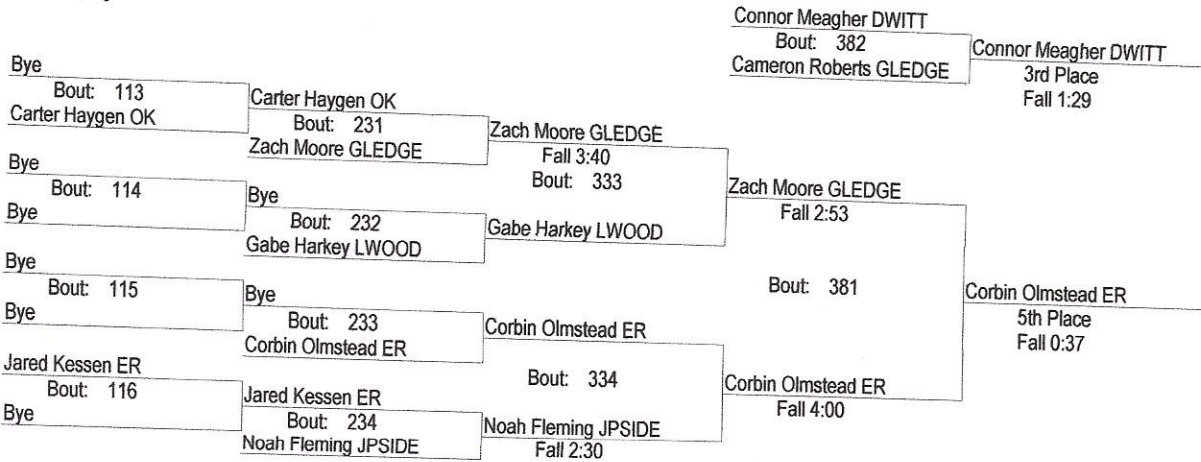 Connor Meagher DWITT
Bout: 382
Cameron Roberts GLEDGE
Connor Meagher DWITT
3rd Place
Fall 1:29
Bye
Bout: 113
Carter Haygen OK
Bye
Bout: 114
Bye
Bye
Bout: 115
Bye
Jared Kessen ER
Bout: 116
Bye
Carter Haygen OK
Bout: 231
Zach Moore GLEDGE
Bye
Bout: 232
Gabe Harkey LWOOD
Bye
Bout: 233
Corbin Olmstead ER
Jared Kessen ER
Bout: 234
Noah Fleming JPSIDE
Zach Moore GLEDGE
Fall 3:40
Bout: 333
Gabe Harkey LWOOD
Corbin Olmstead ER
Bout: 334
Noah Fleming JPSIDE
Fall 2:30
Zach Moore GLEDGE
Fall 2:53
Bout: 381
Corbin Olmstead ER
Fall 4:00
Corbin Olmstead ER
5th Place
Fall 0:37